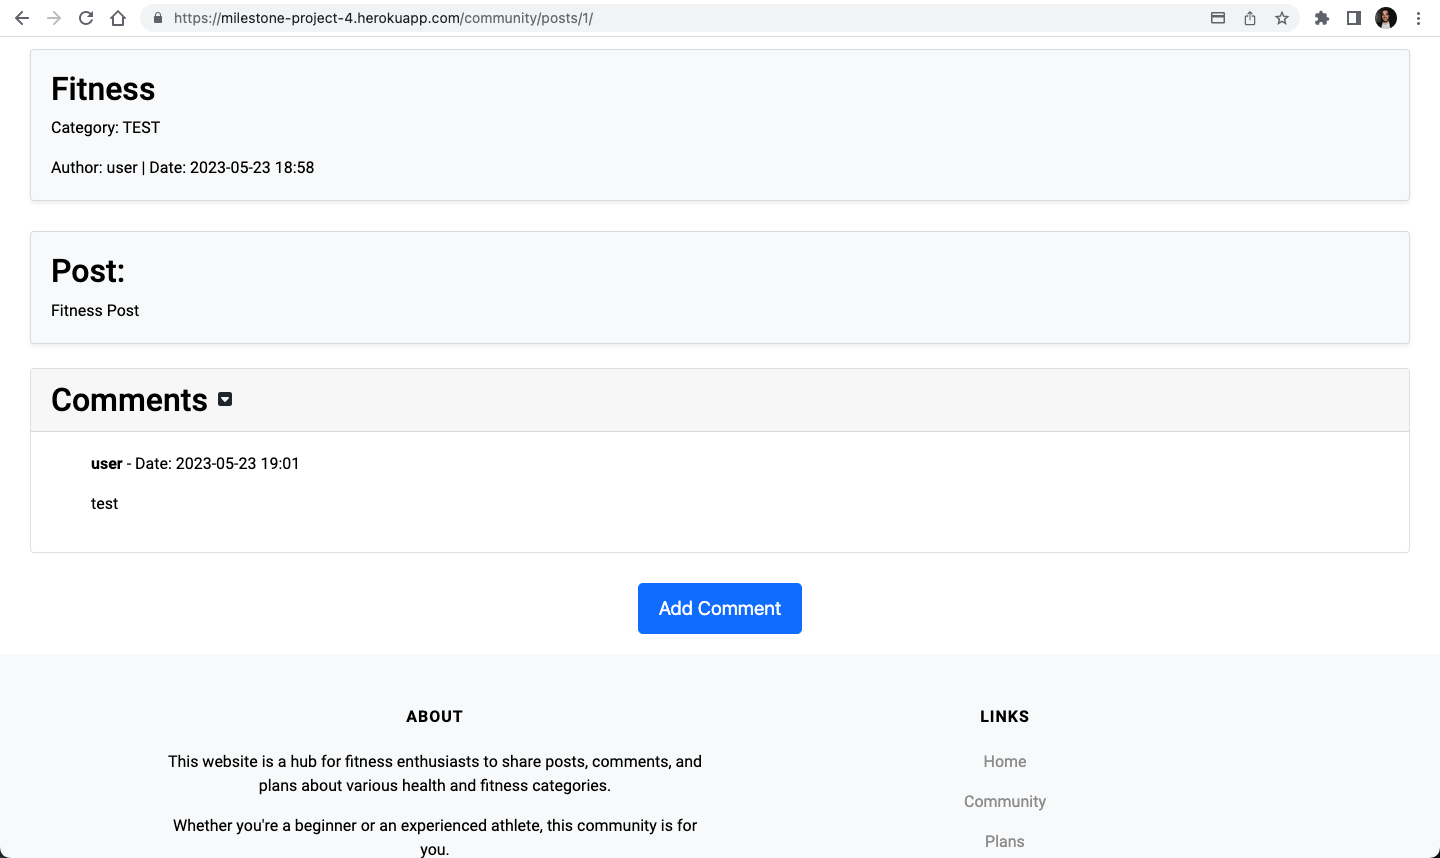 https://milestone-project-4.herokuapp.com/community/posts/1/
Fitness
Category: TEST
Author: user | Date: 2023-05-23 18:58
Post:
Fitness Post
Comments
user - Date: 2023-05-23 19:01
test
Add Comment
ABOUT
This website is a hub for fitness enthusiasts to share posts, comments, and
plans about various health and fitness categories.
Whether you're a beginner or an experienced athlete, this community is for
you.
LINKS
Home
Community
Plans